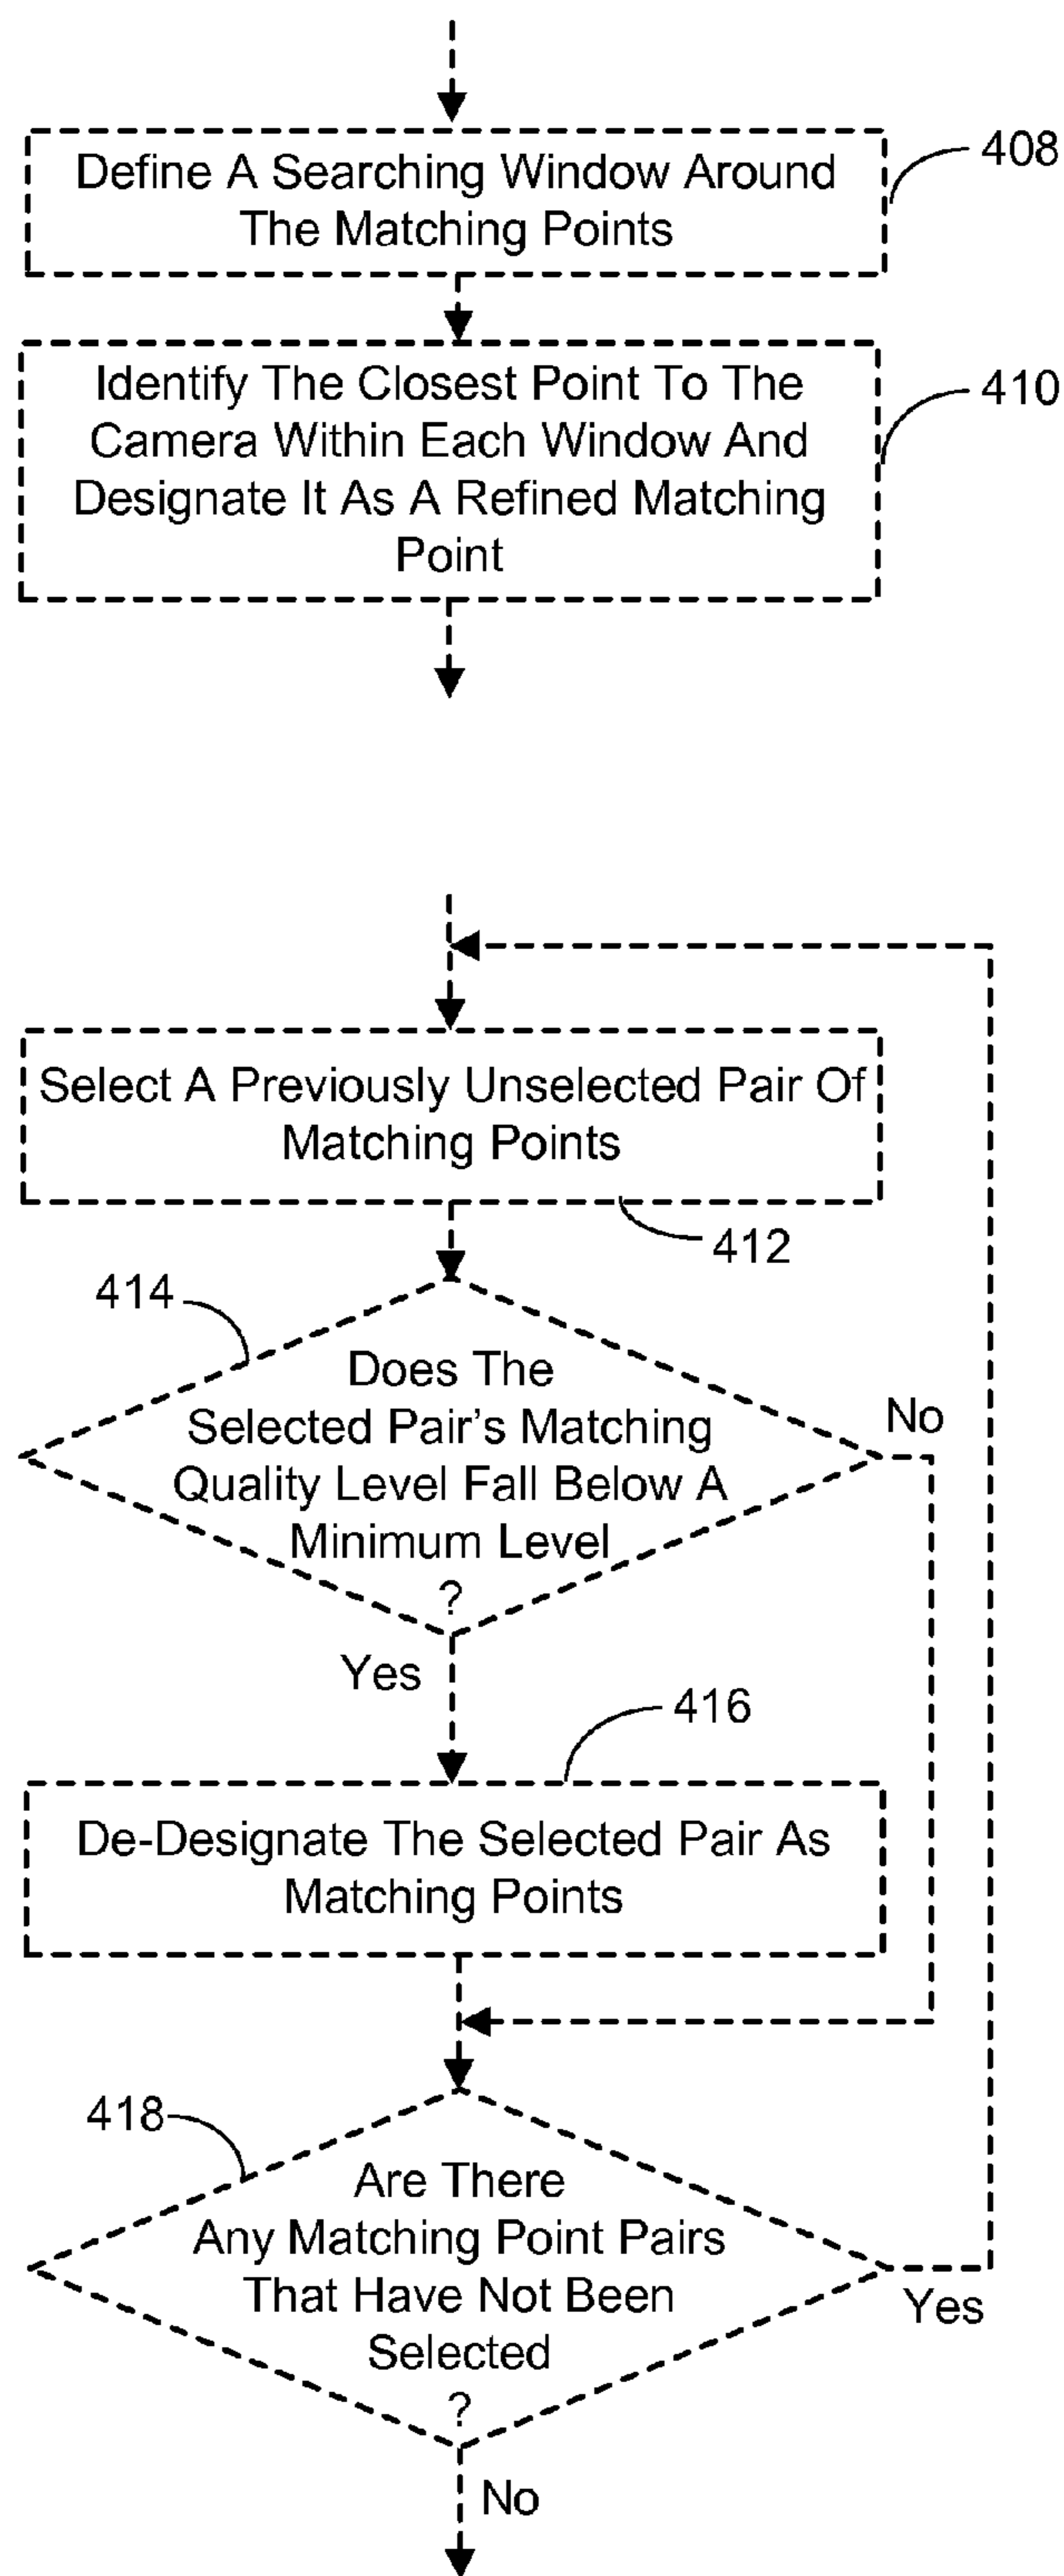 Define A Searching Window Around
The Matching Points
408
Identify The Closest Point To The
Camera Within Each Window And
Designate It As A Refined Matching
Point
410
Select A Previously Unselected Pair Of
Matching Points
412
414
Does The
Selected Pair's Matching
Quality Level Fall Below A
Minimum Level
?
No
Yes
416
De-Designate The Selected Pair As
Matching Points
418
Are There
Any Matching Point Pairs
That Have Not Been
Selected
?
Yes
No